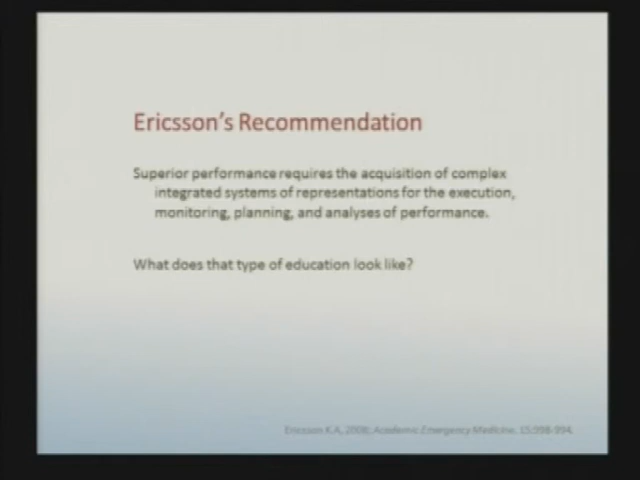 Ericsson's Recommendation
Superior performance requires the acquisition of complex
integrated systems of representations for the execution,
monitoring, planning, and analyses of performance.
What does that type of education look like?
Ericsson K.A, 2008; Academic Emergency Medicine, 15:988-994.